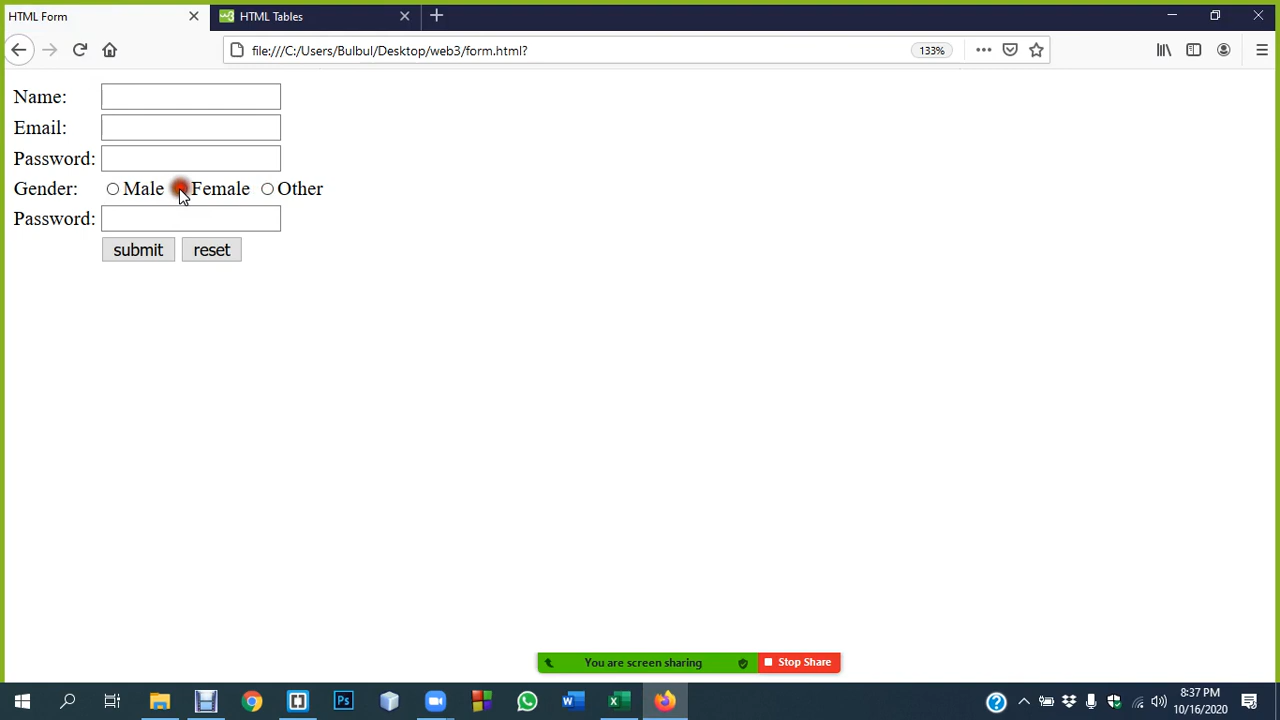 HTML Form
HTML Tables
file:///C:/Users/Bulbul/Desktop/web3/form.html?
133%
Name:
Email:
Password:
Gender: Male Female Other
Password:
submit reset
You are screen sharing
Stop Share
8:37 PM
10/16/2020